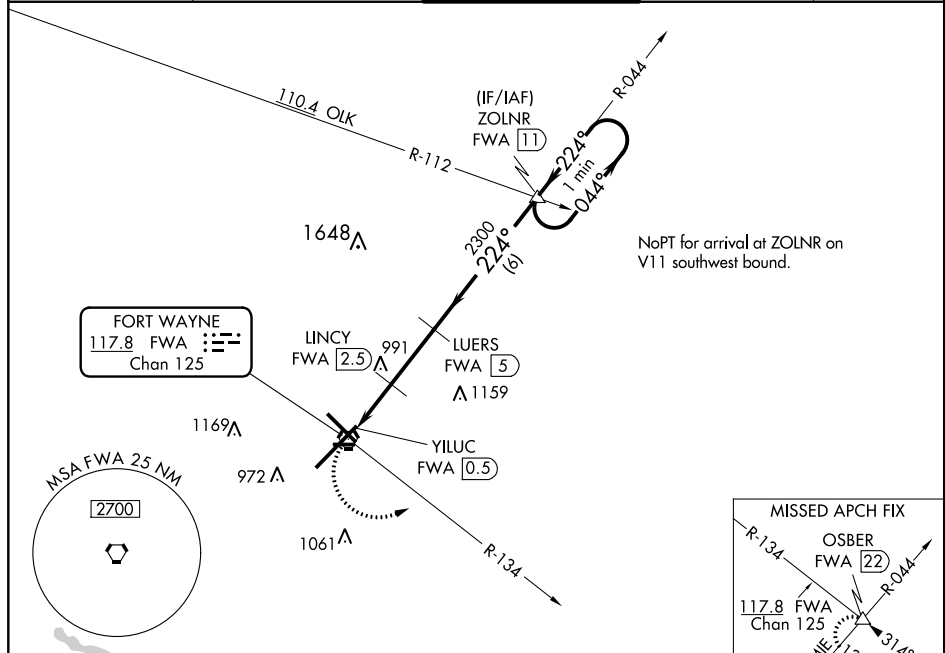 R-044
(IF/IAF)
ZOLNR
FWA 11
110.4 OLK
R-112
224°
1 min
044°
1648
2300
224°
(6)
NoPT for arrival at ZOLNR on
V11 southwest bound.
FORT WAYNE
117.8 FWA
Chan 125
LINCY
FWA 2.5
991
LUERS
FWA 5
1159
1169
972
YILUC
FWA 0.5
MSA FWA 25 NM
2700
1061
R-134
MISSED APCH FIX
R-134
OSBER
FWA 22
R-044
117.8 FWA
Chan 125
314°